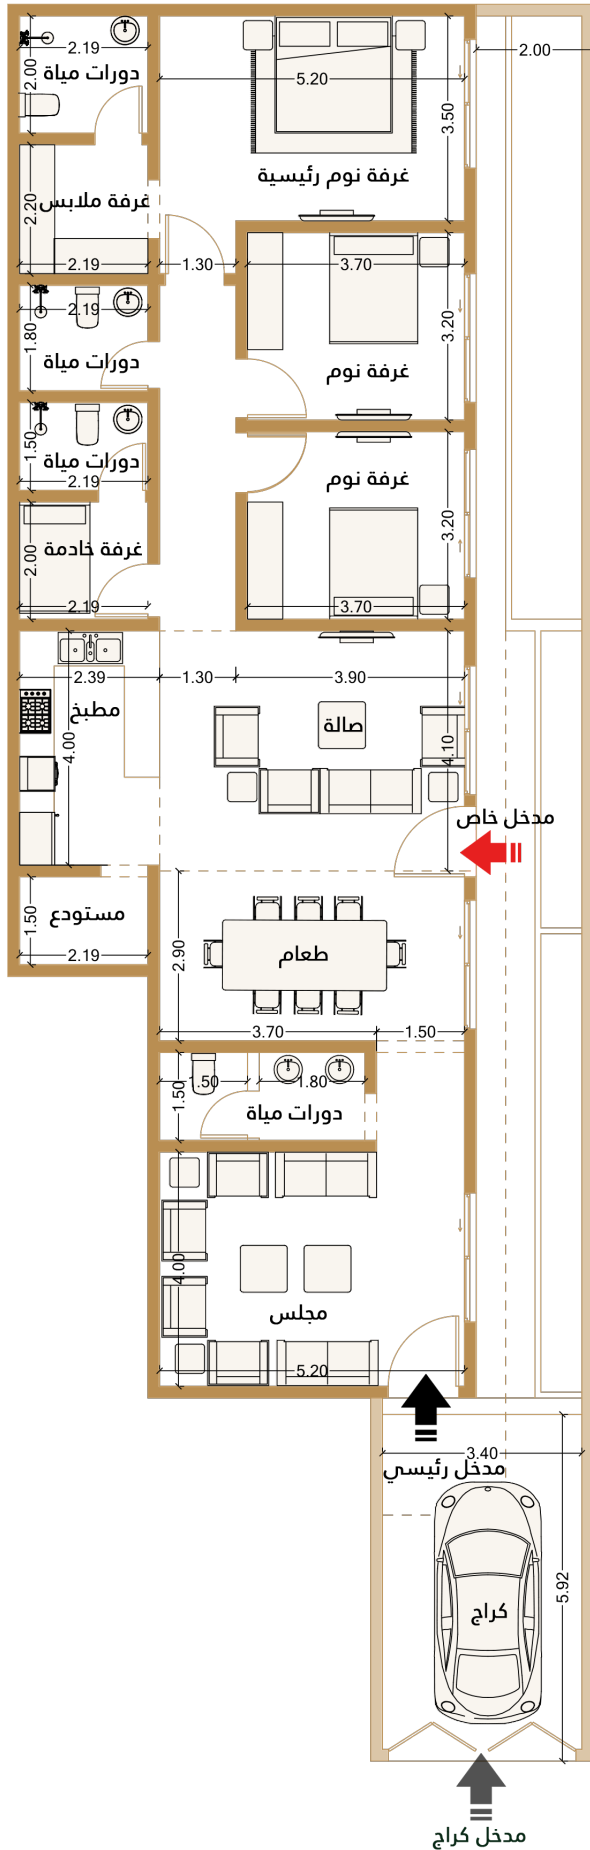 2.19
2.00
دورات مياة
5.20
3.50
2.00
غرفة نوم رئيسية
غرفة ملابس
2.20
2.19
1.30
3.70
2.19
1.80
دورات مياة
3.20
غرفة نوم
1.50
دورات مياة
2.19
غرفة نوم
3.20
غرفة خادمة
2.00
2.19
3.70
2.39
1.30
3.90
مطبخ
4.00
صالة
4.10
مدخل خاص
مستودع
1.50
2.19
2.90
طعام
3.70
1.50
1.50
.50
1.80
دورات مياة
4.00
مجلس
5.20
3.40
مدخل رئيسي
5.92
كراج
مدخل كراج